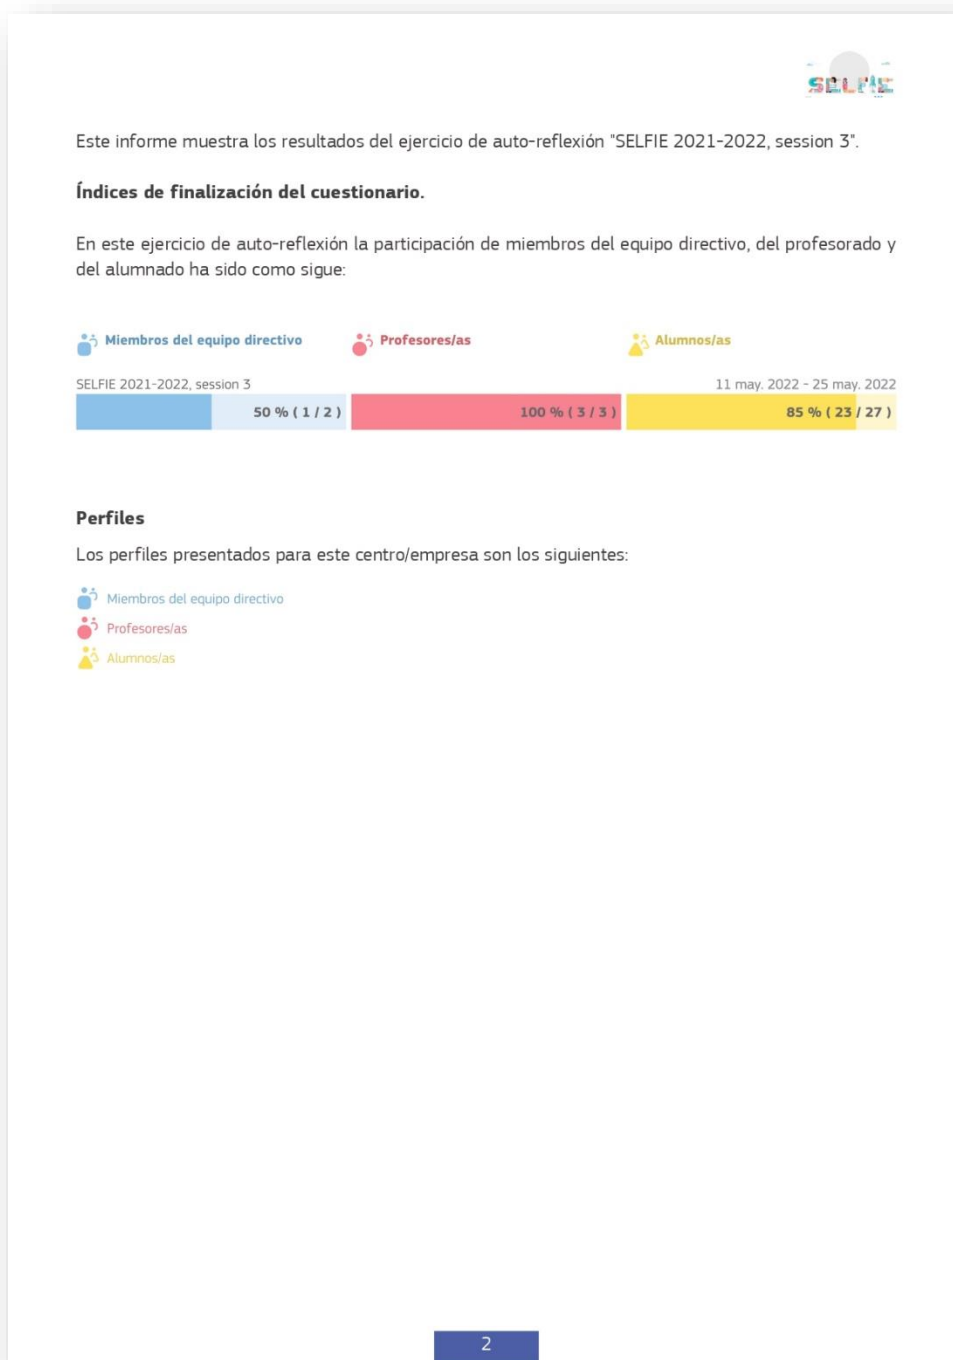 SELFIE
Este informe muestra los resultados del ejercicio de auto-reflexión "SELFIE 2021-2022, session 3".
Índices de finalización del cuestionario.
En este ejercicio de auto-reflexión la participación de miembros del equipo directivo, del profesorado y
del alumnado ha sido como sigue:
Miembros del equipo directivo Profesores/as Alumnos/as
SELFIE 2021-2022, session 3 11 may. 2022 - 25 may. 2022
50 % ( 1 / 2 ) 100 % ( 3 / 3 ) 85 % ( 23 / 27 )
Perfiles
Los perfiles presentados para este centro/empresa son los siguientes:
Miembros del equipo directivo
Profesores/as
Alumnos/as
2